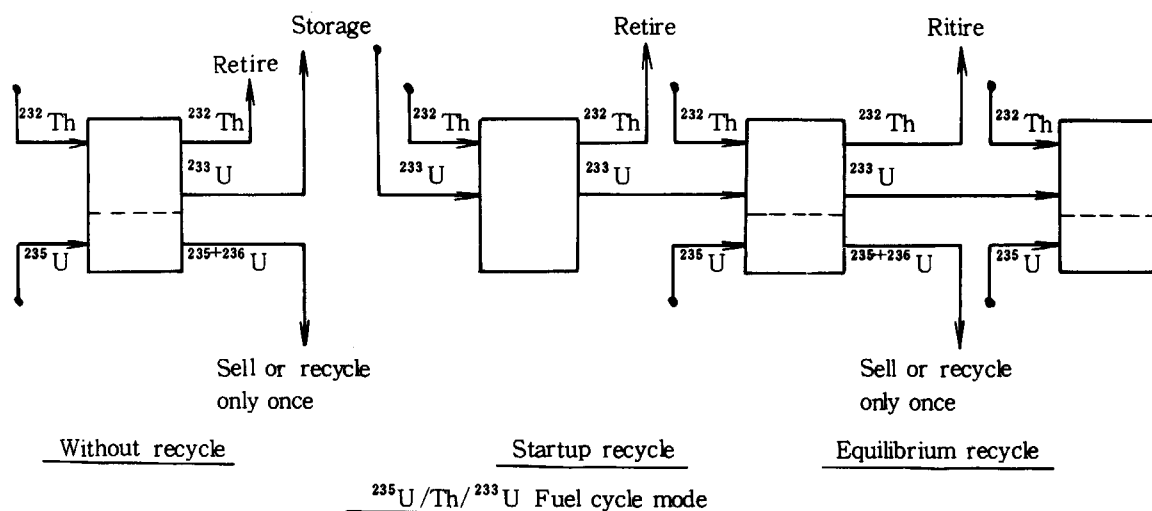 Storage
Retire
Ritire
Retire
²³²Th
²³²Th
²³²Th
²³²Th
²³²Th
²³²Th
²³²Th
²³³U
²³³U
²³³U
²³³U
²³⁵U
²³⁵⁺²³⁶U
²³⁵U
²³⁵⁺²³⁶U
²³⁵U
Sell or recycle
only once
Sell or recycle
only once
Without recycle
Startup recycle
Equilibrium recycle
²³⁵U/Th/²³³U Fuel cycle mode